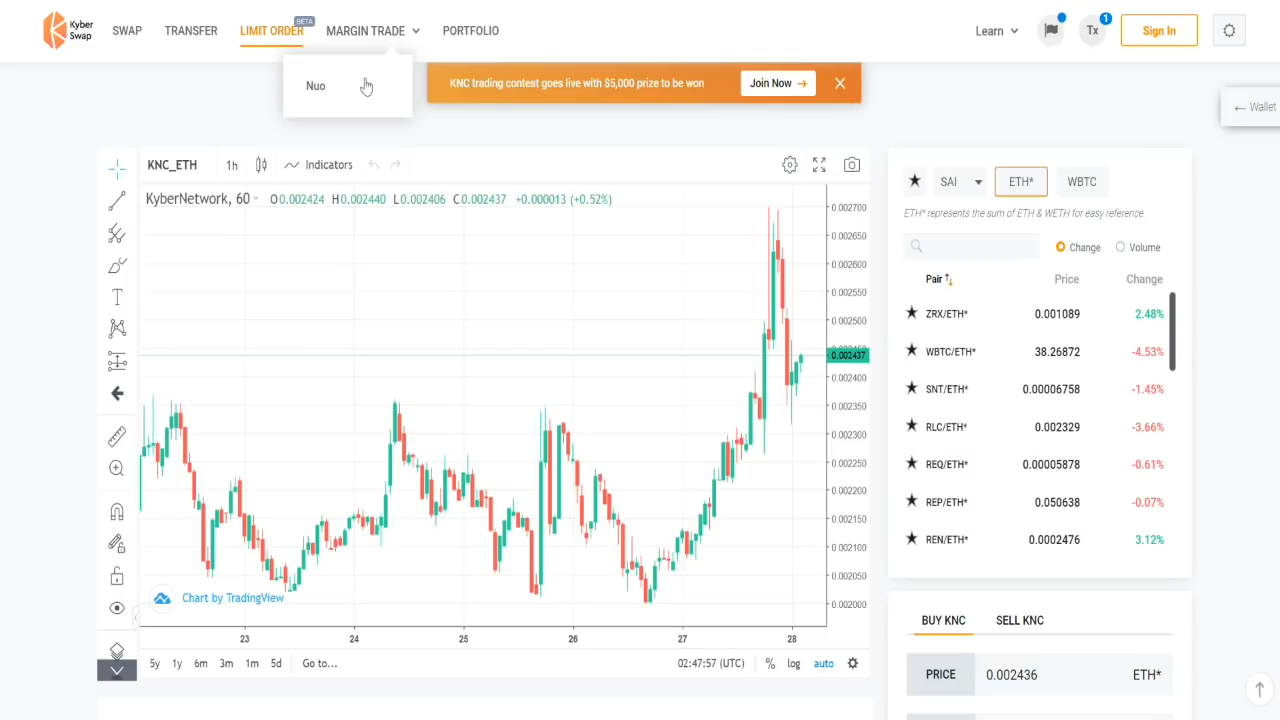 Kyber
Swap
SWAP
TRANSFER
LIMIT ORDER
BETA
MARGIN TRADE
PORTFOLIO
Learn
Tx
1
Sign In
Nuo
KNC trading contest goes live with $5,000 prize to be won
Join Now →
← Wallet
KNC_ETH
1h
Indicators
KyberNetwork, 60
O0.002424 H0.002440 L0.002406 C0.002437 +0.000013 (+0.52%)
0.002700
0.002650
0.002600
0.002550
0.002500
0.002437
0.002400
0.002350
0.002300
0.002250
0.002200
0.002150
0.002100
0.002050
0.002000
Chart by TradingView
23 24 25 26 27 28
5y 1y 6m 3m 1m 5d Go to...
02:47:57 (UTC) % log auto
SAI
ETH*
WBTC
ETH* represents the sum of ETH & WETH for easy reference.
Change
Volume
Pair Price Change
ZRX/ETH* 0.001089 2.48%
WBTC/ETH* 38.26872 -4.53%
SNT/ETH* 0.00006758 -1.45%
RLC/ETH* 0.002329 -3.66%
REQ/ETH* 0.00005878 -0.61%
REP/ETH* 0.050638 -0.07%
REN/ETH* 0.0002476 3.12%
BUY KNC
SELL KNC
PRICE 0.002436 ETH*